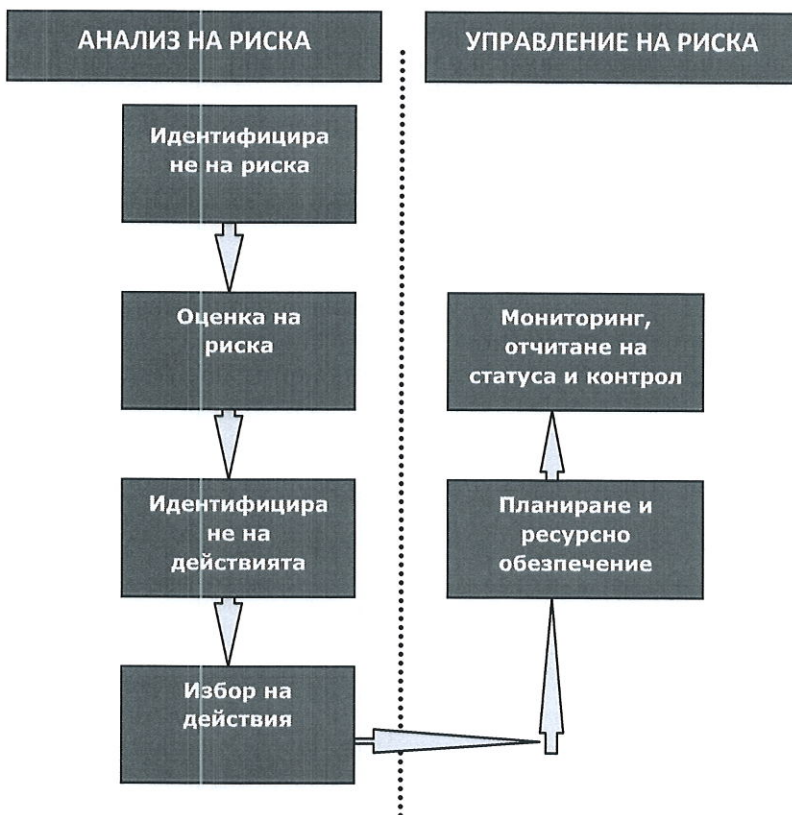 АНАЛИЗ НА РИСКА
УПРАВЛЕНИЕ НА РИСКА
Идентифицира
не на риска
Оценка на
риска
Идентифицира
не на
действията
Избор на
действия
Мониторинг,
отчитане на
статуса и контрол
Планиране и
ресурсно
обезпечение